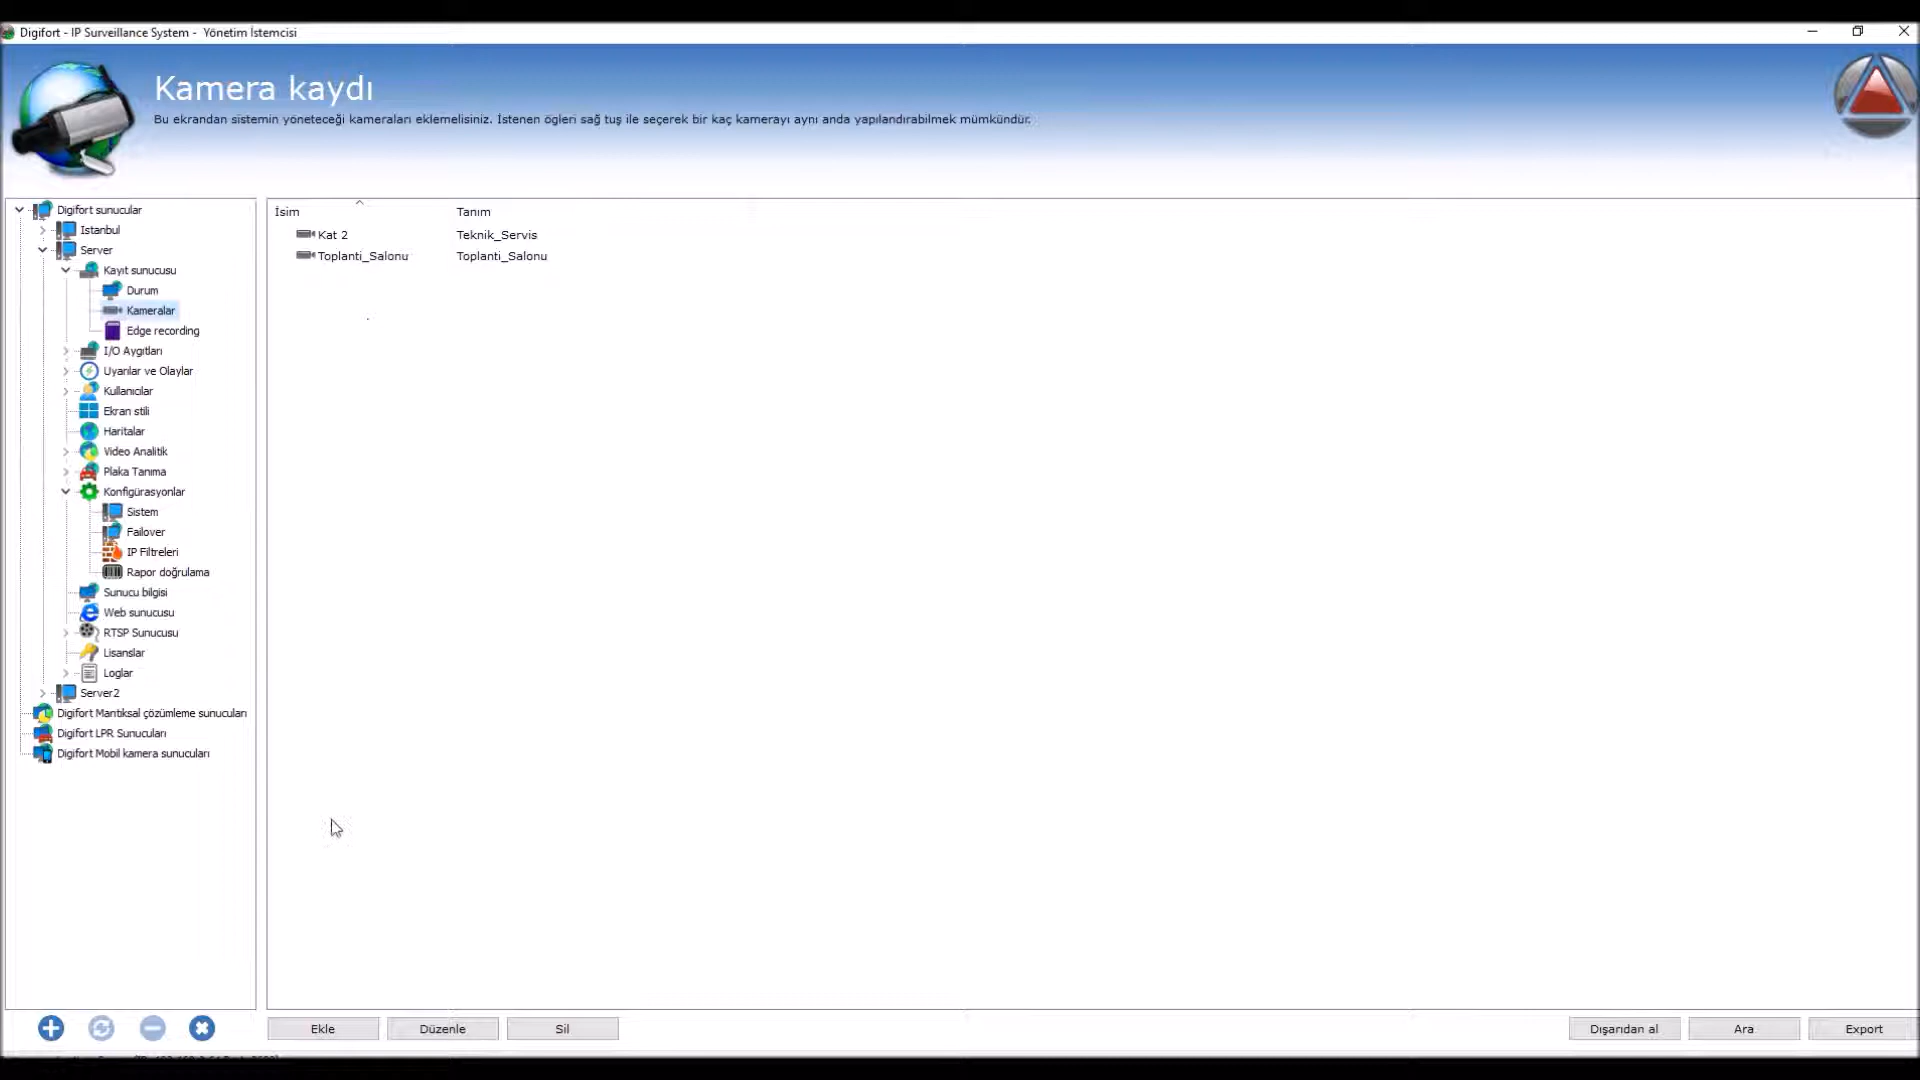 Digifort - IP Surveillance System - Yönetim İstemcisi
Kamera kaydı
Bu ekrandan sistemin yöneteceği kameraları eklemelisiniz. İstenen ögleri sağ tuş ile seçerek bir kaç kamerayı aynı anda yapılandırabilmek mümkündür.
Digifort sunucular
Istanbul
Server
Kayıt sunucusu
Durum
Kameralar
Edge recording
I/O Aygıtları
Uyarılar ve Olaylar
Kullanıcılar
Ekran stili
Haritalar
Video Analitik
Plaka Tanıma
Konfigürasyonlar
Sistem
Failover
IP Filtreleri
Rapor doğrulama
Sunucu bilgisi
Web sunucusu
RTSP Sunucusu
Lisanslar
Loglar
Server2
Digifort Mantıksal çözümleme sunucuları
Digifort LPR Sunucuları
Digifort Mobil kamera sunucuları
İsim Tanım
Kat 2 Teknik_Servis
Toplanti_Salonu Toplanti_Salonu
Ekle Düzenle Sil Dışarıdan al Ara Export